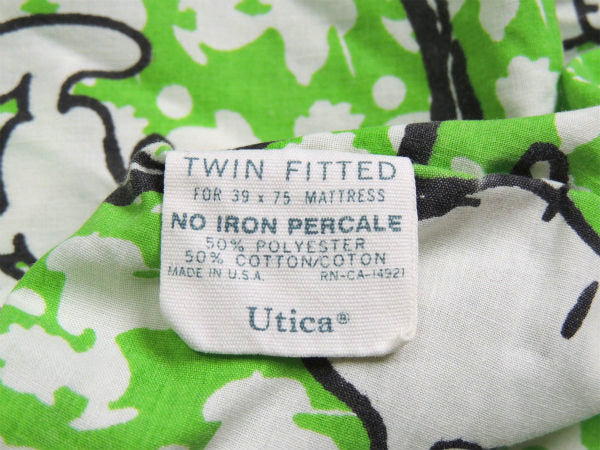 TWIN FITTED
FOR 39 x 75 MATTRESS
NO IRON PERCALE
50% POLYESTER
50% COTTON/COTON
MADE IN U.S.A. RN-CA-14921
Utica®